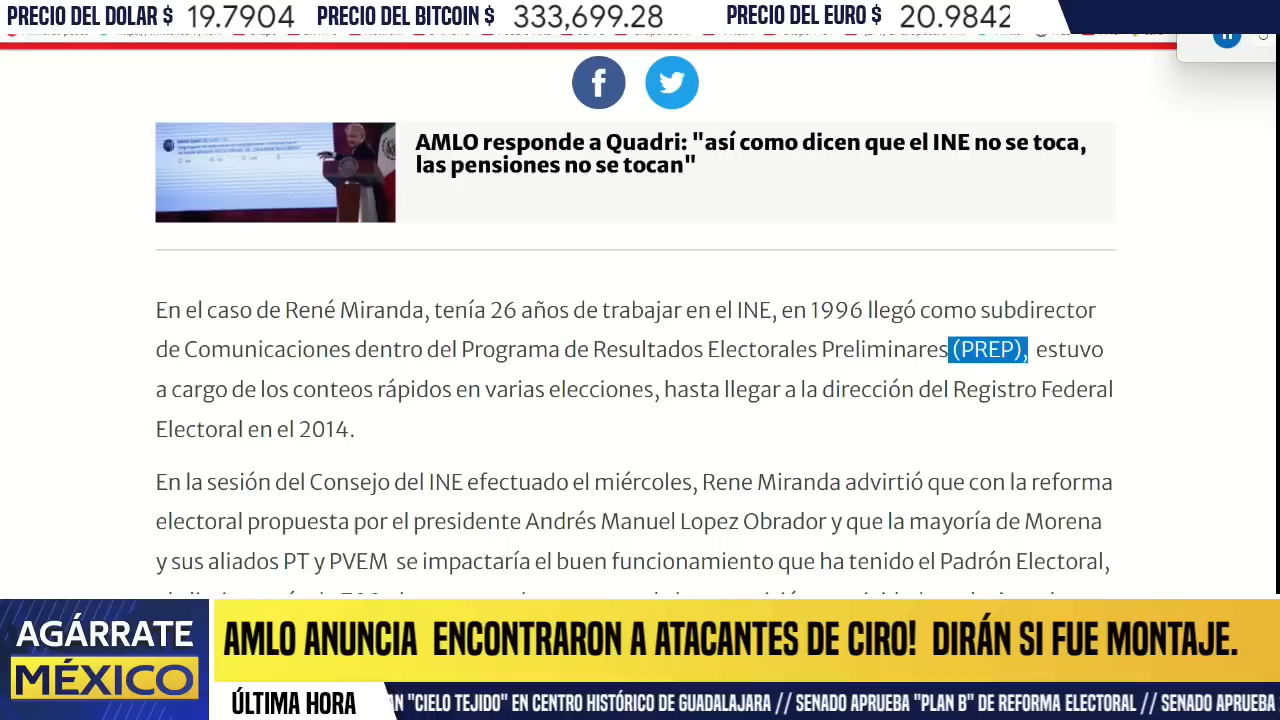 PRECIO DEL DOLAR $ 19.7904 PRECIO DEL BITCOIN $ 333,699.28 PRECIO DEL EURO $ 20.9842
AMLO responde a Quadri: "así como dicen que el INE no se toca,
las pensiones no se tocan"
En el caso de René Miranda, tenía 26 años de trabajar en el INE, en 1996 llegó como subdirector
de Comunicaciones dentro del Programa de Resultados Electorales Preliminares (PREP), estuvo
a cargo de los conteos rápidos en varias elecciones, hasta llegar a la dirección del Registro Federal
Electoral en el 2014.
En la sesión del Consejo del INE efectuado el miércoles, Rene Miranda advirtió que con la reforma
electoral propuesta por el presidente Andrés Manuel Lopez Obrador y que la mayoría de Morena
y sus aliados PT y PVEM se impactaría el buen funcionamiento que ha tenido el Padrón Electoral,
AGÁRRATE
MÉXICO
AMLO ANUNCIA ENCONTRARON A ATACANTES DE CIRO! DIRÁN SI FUE MONTAJE.
ÚLTIMA HORA
AN "CIELO TEJIDO" EN CENTRO HISTÓRICO DE GUADALAJARA // SENADO APRUEBA "PLAN B" DE REFORMA ELECTORAL // SENADO APRUEBA